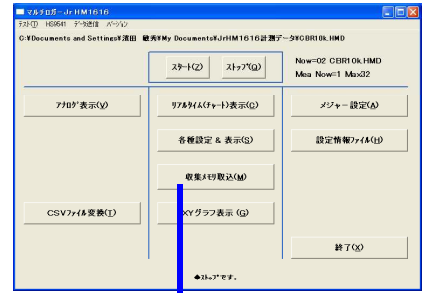 マルチロガーJr HM1616
テスト(T) HS9541 データ送信 バージョン
C:¥Documents and Settings¥濱田 敏秀¥My Documents¥JrHM1616計測データ¥CBR10k.HMD
スタート(Z) ストップ(Q)
Now=02 CBR10k.HMD
Mea Now=1 Max32
アナログ表示(V) リアルタイム(チャート)表示(C) メジャー設定(A)
各種設定 & 表示(S) 設定情報ファイル(H)
収集メモリ取込(M)
CSVファイル変換(T) XYグラフ表示 (G)
終了(X)
♣ストップです。